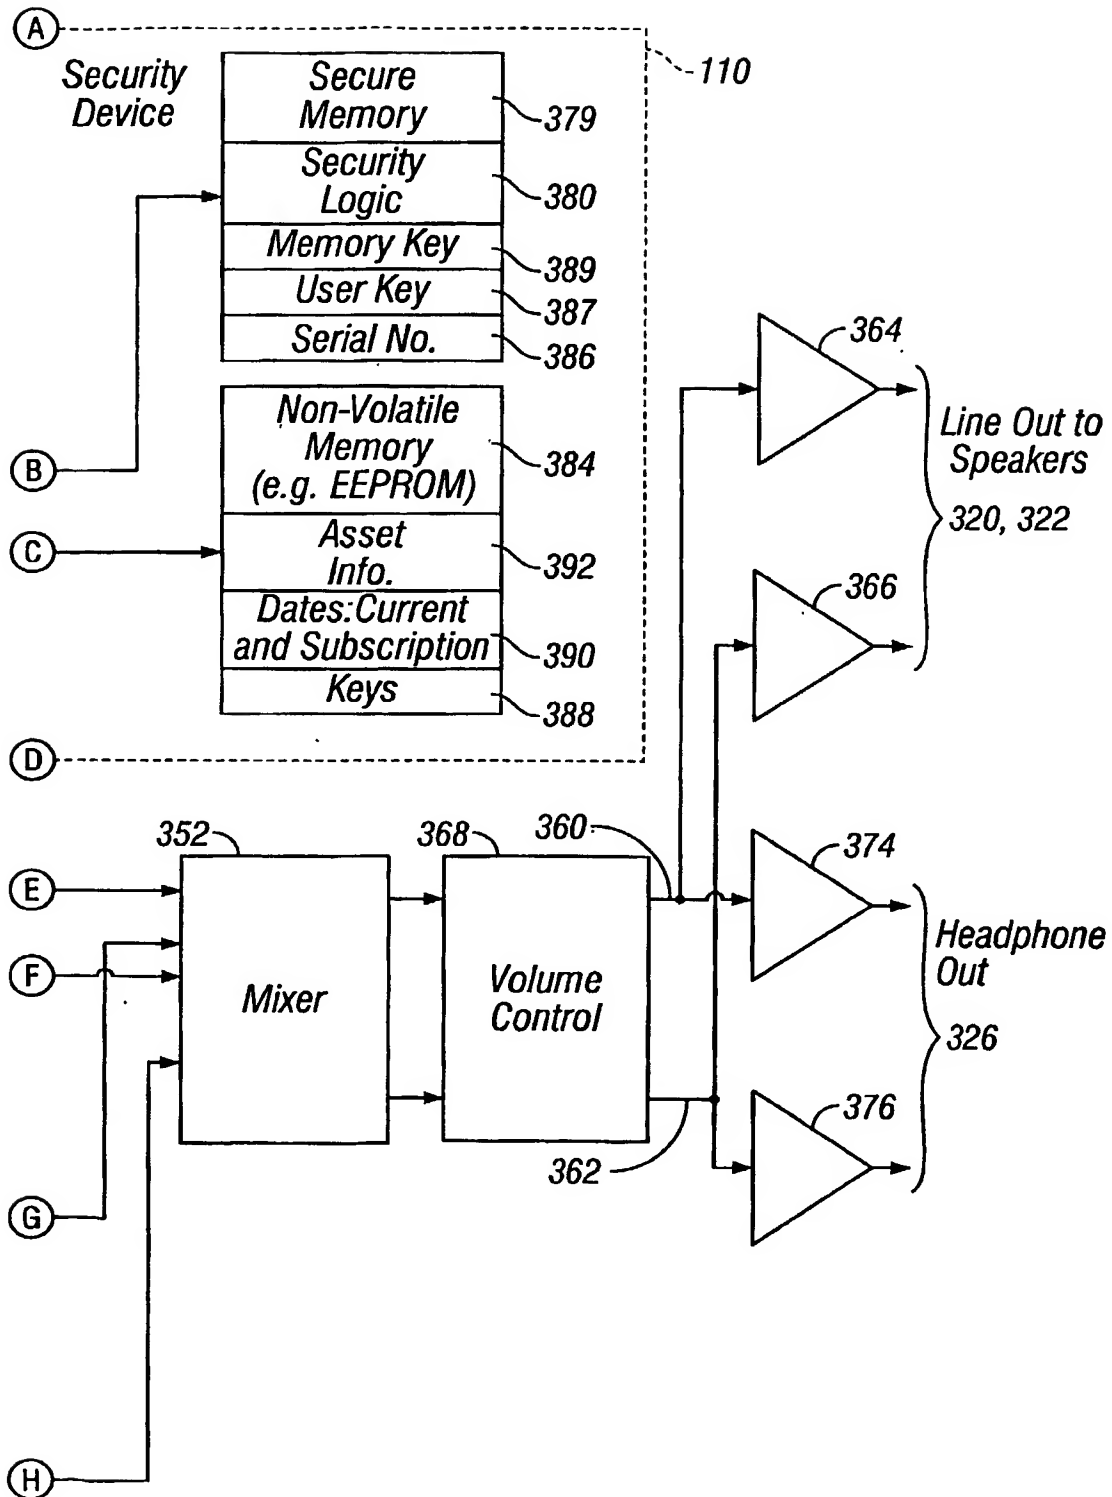 A
110
Security
Device
Secure
Memory
379
Security
Logic
380
Memory Key
389
User Key
387
Serial No.
386
B
Non-Volatile
Memory
(e.g. EEPROM)
384
C
Asset
Info.
392
Dates:Current
and Subscription
390
Keys
388
D
364
Line Out to
Speakers
320, 322
366
352
368
360
374
E
F
Mixer
Volume
Control
Headphone
Out
326
362
376
G
H